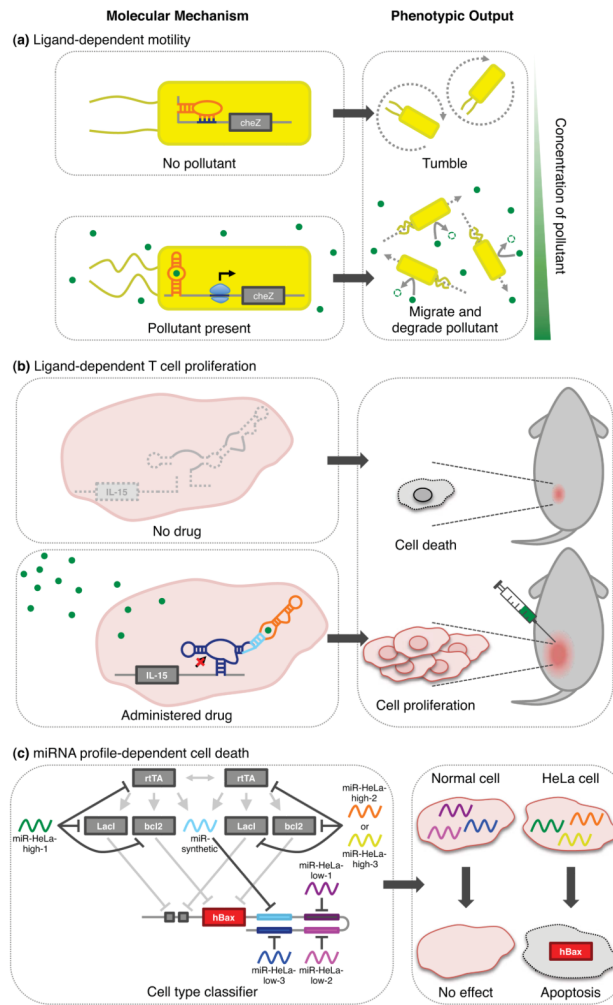 Molecular Mechanism
Phenotypic Output
(a) Ligand-dependent motility
cheZ
No pollutant
Tumble
cheZ
Pollutant present
Migrate and
degrade pollutant
Concentration of pollutant
(b) Ligand-dependent T cell proliferation
IL-15
No drug
Cell death
IL-15
Administered drug
Cell proliferation
(c) miRNA profile-dependent cell death
rtTA
rtTA
miR-HeLa-
high-1
LacI
bcl2
miR-
synthetic
LacI
bcl2
miR-HeLa-
high-2
or
miR-HeLa-
high-3
miR-HeLa-
low-1
hBax
miR-HeLa-
low-3
miR-HeLa-
low-2
Cell type classifier
Normal cell
HeLa cell
hBax
No effect
Apoptosis